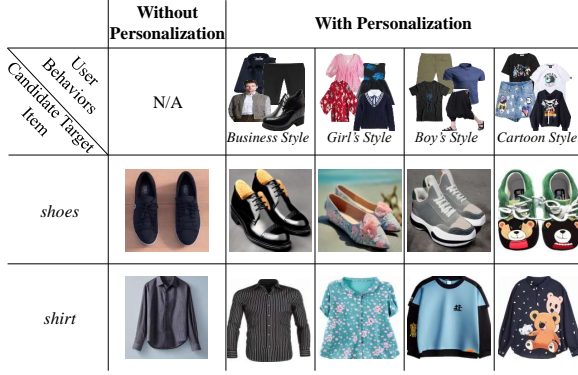 Without
Personalization
With Personalization
User
Behaviors
Candidate Target
Item
N/A
Business Style
Girl's Style
Boy's Style
Cartoon Style
shoes
shirt